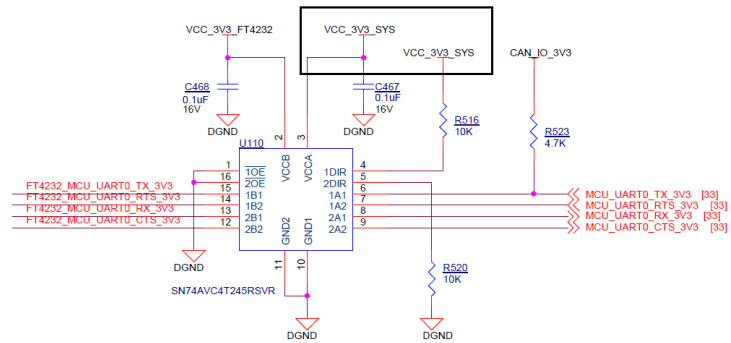 VCC_3V3_FT4232
VCC_3V3_SYS
VCC_3V3_SYS
CAN_IO_3V3
C468
0.1uF
16V
C467
0.1uF
16V
R516
10K
R523
4.7K
DGND
DGND
U110
2
3
VCCB
VCCA
1
16
15
14
13
12
1OE
2OE
1B1
1B2
2B1
2B2
1DIR
2DIR
1A1
1A2
2A1
2A2
4
5
6
7
8
9
GND2
GND1
11
10
FT4232_MCU_UART0_TX_3V3
FT4232_MCU_UART0_RTS_3V3
FT4232_MCU_UART0_RX_3V3
FT4232_MCU_UART0_CTS_3V3
MCU_UART0_TX_3V3 [33]
MCU_UART0_RTS_3V3 [33]
MCU_UART0_RX_3V3 [33]
MCU_UART0_CTS_3V3 [33]
DGND
SN74AVC4T245RSVR
R520
10K
DGND
DGND